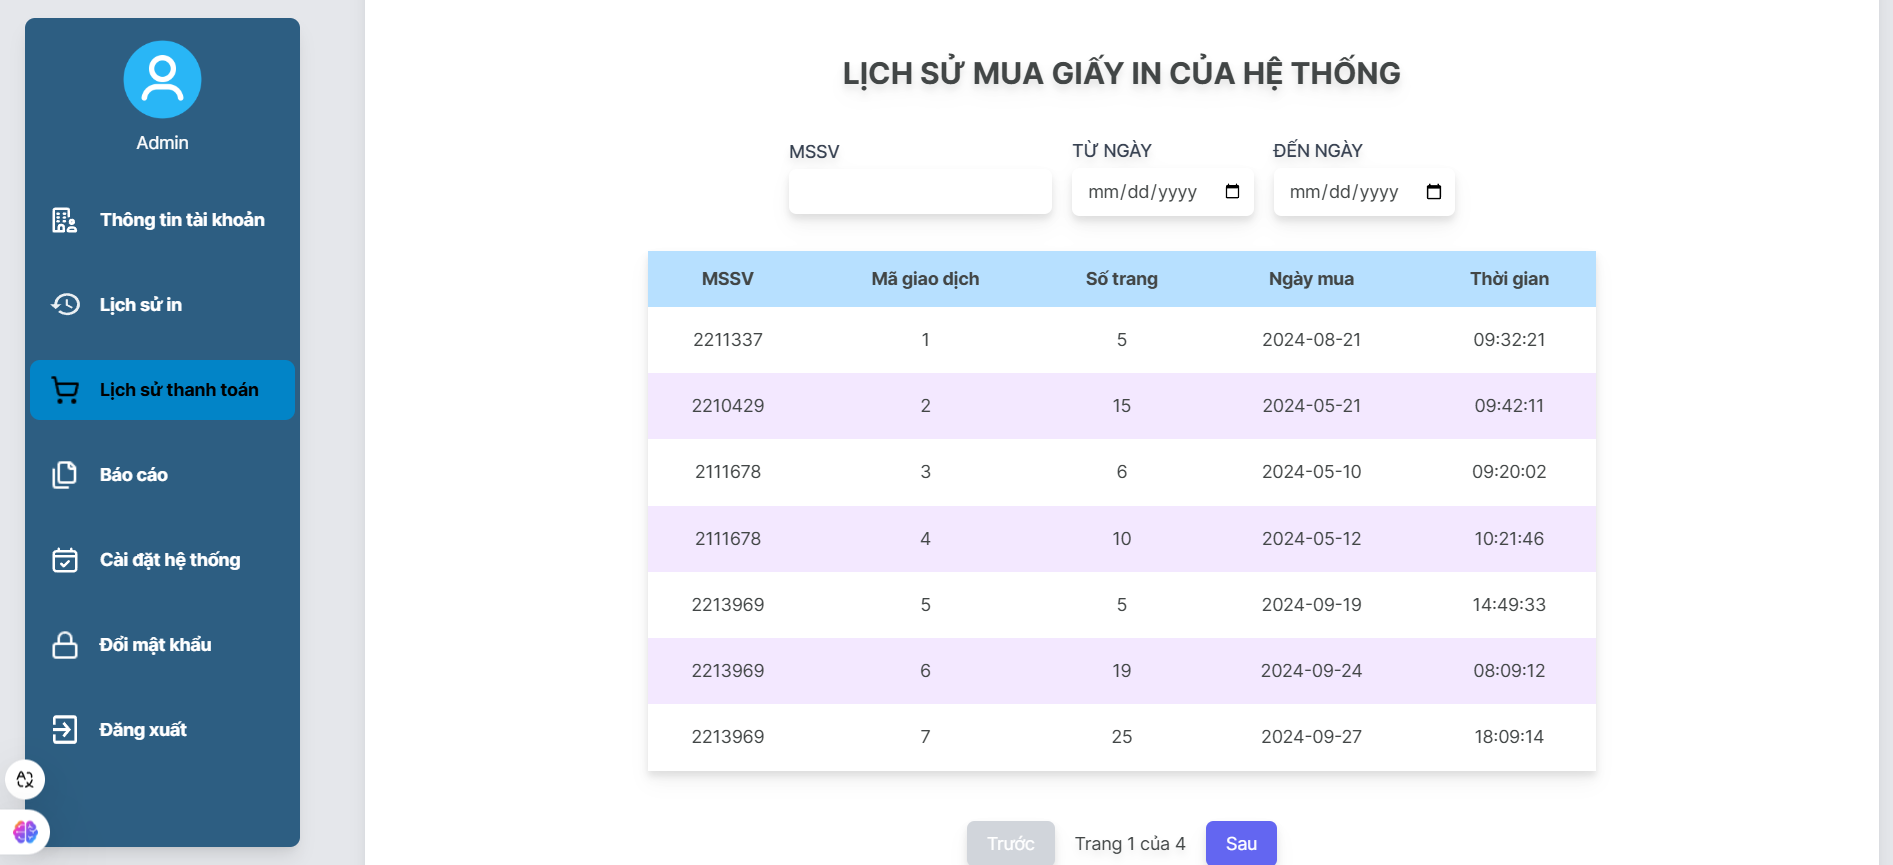 Admin
Thông tin tài khoản
Lịch sử in
Lịch sử thanh toán
Báo cáo
Cài đặt hệ thống
Đổi mật khẩu
Đăng xuất
LỊCH SỬ MUA GIẤY IN CỦA HỆ THỐNG
MSSV TỪ NGÀY ĐẾN NGÀY
mm/dd/yyyy mm/dd/yyyy
MSSV Mã giao dịch Số trang Ngày mua Thời gian
2211337 1 5 2024-08-21 09:32:21
2210429 2 15 2024-05-21 09:42:11
2111678 3 6 2024-05-10 09:20:02
2111678 4 10 2024-05-12 10:21:46
2213969 5 5 2024-09-19 14:49:33
2213969 6 19 2024-09-24 08:09:12
2213969 7 25 2024-09-27 18:09:14
Trước Trang 1 của 4 Sau